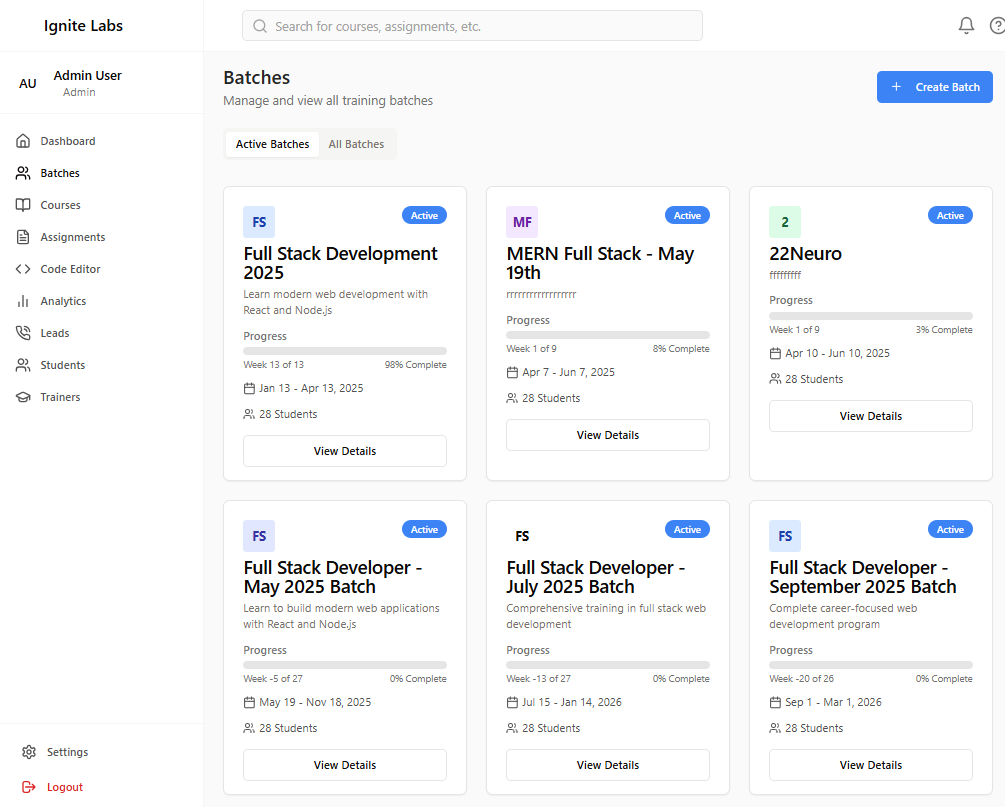 Ignite Labs
Search for courses, assignments, etc.
AU
Admin User
Admin
Dashboard
Batches
Courses
Assignments
Code Editor
Analytics
Leads
Students
Trainers
Settings
Logout
Batches
Manage and view all training batches
+ Create Batch
Active Batches
All Batches
FS
Active
Full Stack Development
2025
Learn modern web development with
React and Node.js
Progress
Week 13 of 13
98% Complete
Jan 13 - Apr 13, 2025
28 Students
View Details
MF
Active
MERN Full Stack - May
19th
Progress
Week 1 of 9
8% Complete
Apr 7 - Jun 7, 2025
28 Students
View Details
2
Active
22Neuro
fffffffff
Progress
Week 1 of 9
3% Complete
Apr 10 - Jun 10, 2025
28 Students
View Details
FS
Active
Full Stack Developer -
May 2025 Batch
Learn to build modern web applications
with React and Node.js
Progress
Week -5 of 27
0% Complete
May 19 - Nov 18, 2025
28 Students
View Details
FS
Active
Full Stack Developer -
July 2025 Batch
Comprehensive training in full stack web
development
Progress
Week -13 of 27
0% Complete
Jul 15 - Jan 14, 2026
28 Students
View Details
FS
Active
Full Stack Developer -
September 2025 Batch
Complete career-focused web
development program
Progress
Week -20 of 26
0% Complete
Sep 1 - Mar 1, 2026
28 Students
View Details